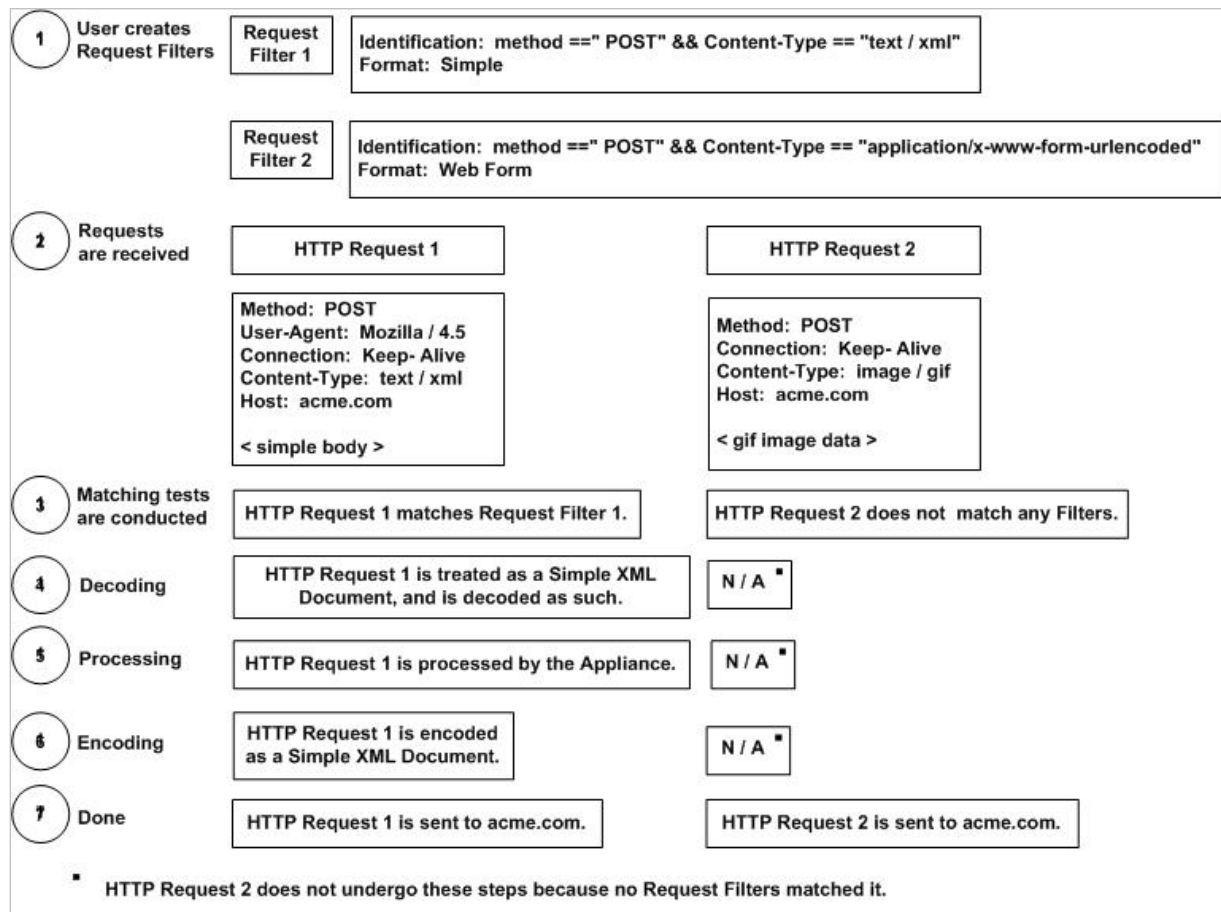 1
User creates
Request Filters
Request
Filter 1
Identification: method ==" POST" && Content-Type == "text / xml"
Format: Simple
Request
Filter 2
Identification: method ==" POST" && Content-Type == "application/x-www-form-urlencoded"
Format: Web Form
2
Requests
are received
HTTP Request 1
HTTP Request 2
Method: POST
User-Agent: Mozilla / 4.5
Connection: Keep- Alive
Content-Type: text / xml
Host: acme.com
< simple body >
Method: POST
Connection: Keep- Alive
Content-Type: image / gif
Host: acme.com
< gif image data >
3
Matching tests
are conducted
HTTP Request 1 matches Request Filter 1.
HTTP Request 2 does not match any Filters.
4
Decoding
HTTP Request 1 is treated as a Simple XML
Document, and is decoded as such.
N / A ▪
5
Processing
HTTP Request 1 is processed by the Appliance.
N / A ▪
6
Encoding
HTTP Request 1 is encoded
as a Simple XML Document.
N / A ▪
7
Done
HTTP Request 1 is sent to acme.com.
HTTP Request 2 is sent to acme.com.
▪ HTTP Request 2 does not undergo these steps because no Request Filters matched it.